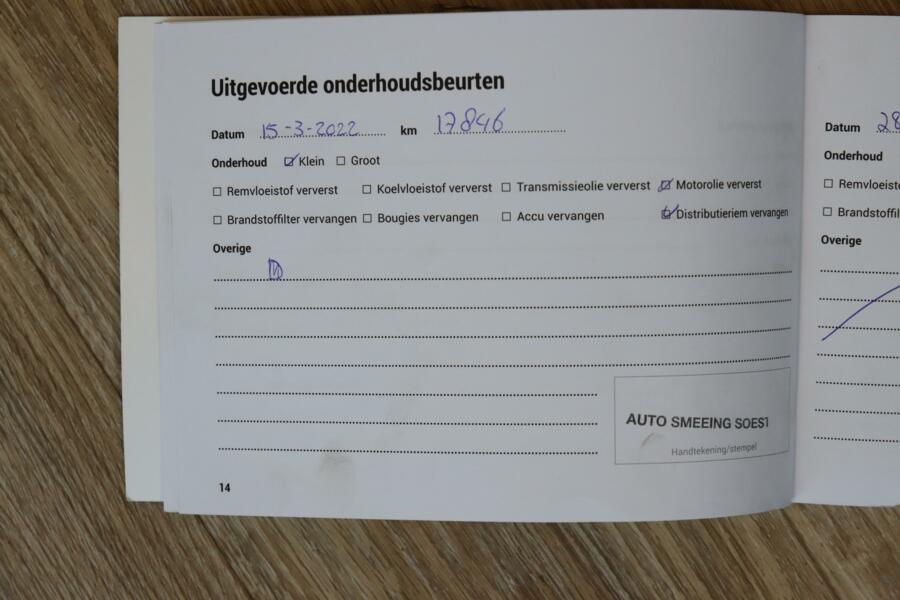 Uitgevoerde onderhoudsbeurten
Datum 15-3-2022 km 17846
Onderhoud Klein Groot
Remvloeistof ververst Koelvloeistof ververst Transmissieolie ververst Motorolie ververst
Brandstoffilter vervangen Bougies vervangen Accu vervangen Distributieriem vervangen
Overige
AUTO SMEEING SOEST
Handtekening/stempel
14
Datum 28
Onderhoud
Remvloeist
Brandstoffil
Overige